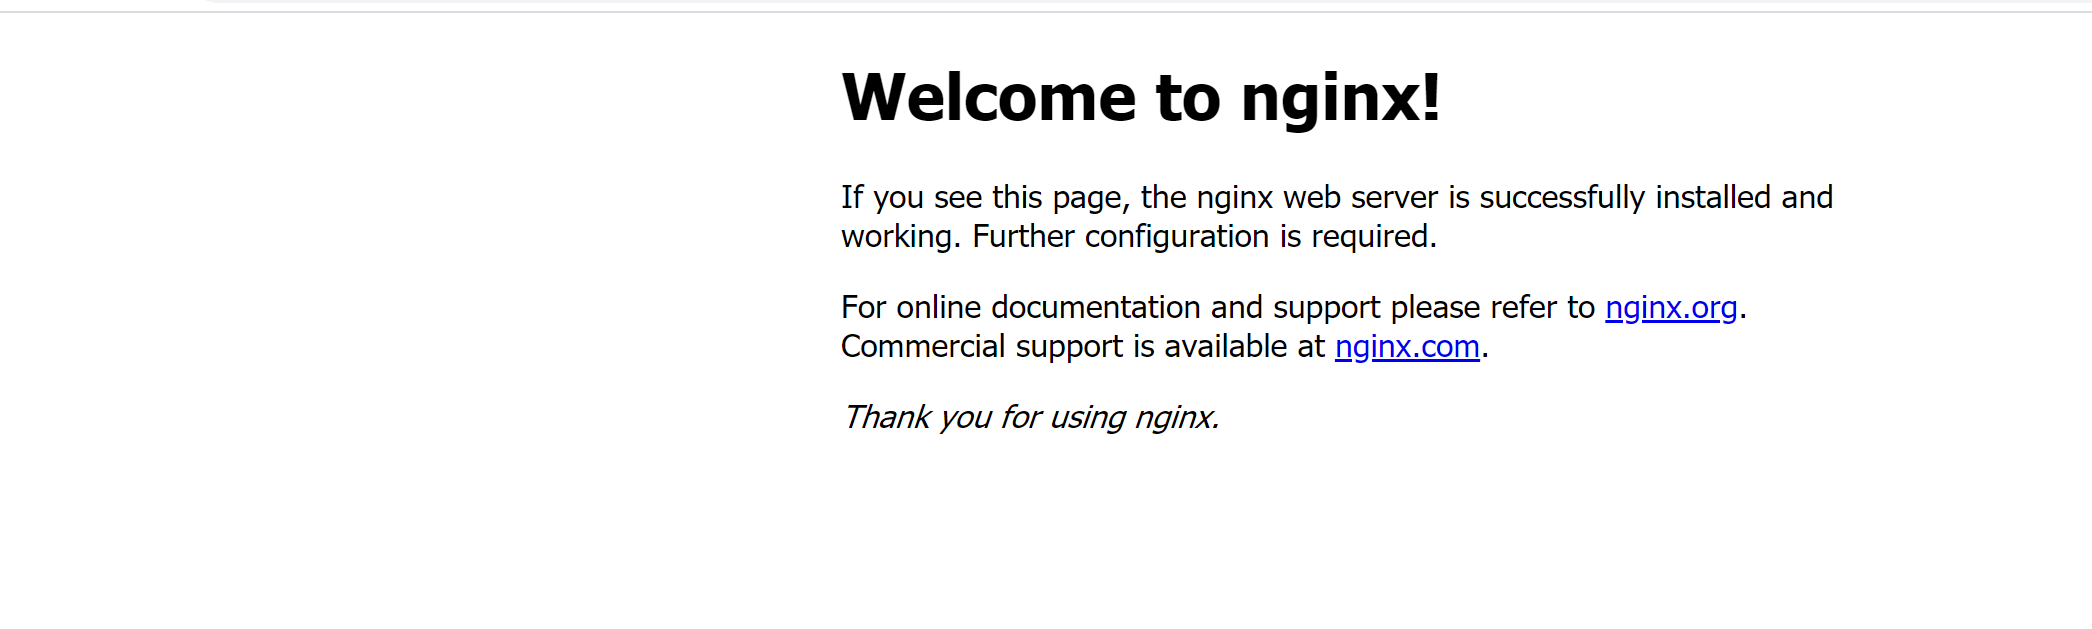 Welcome to nginx!
If you see this page, the nginx web server is successfully installed and
working. Further configuration is required.
For online documentation and support please refer to nginx.org.
Commercial support is available at nginx.com.
Thank you for using nginx.